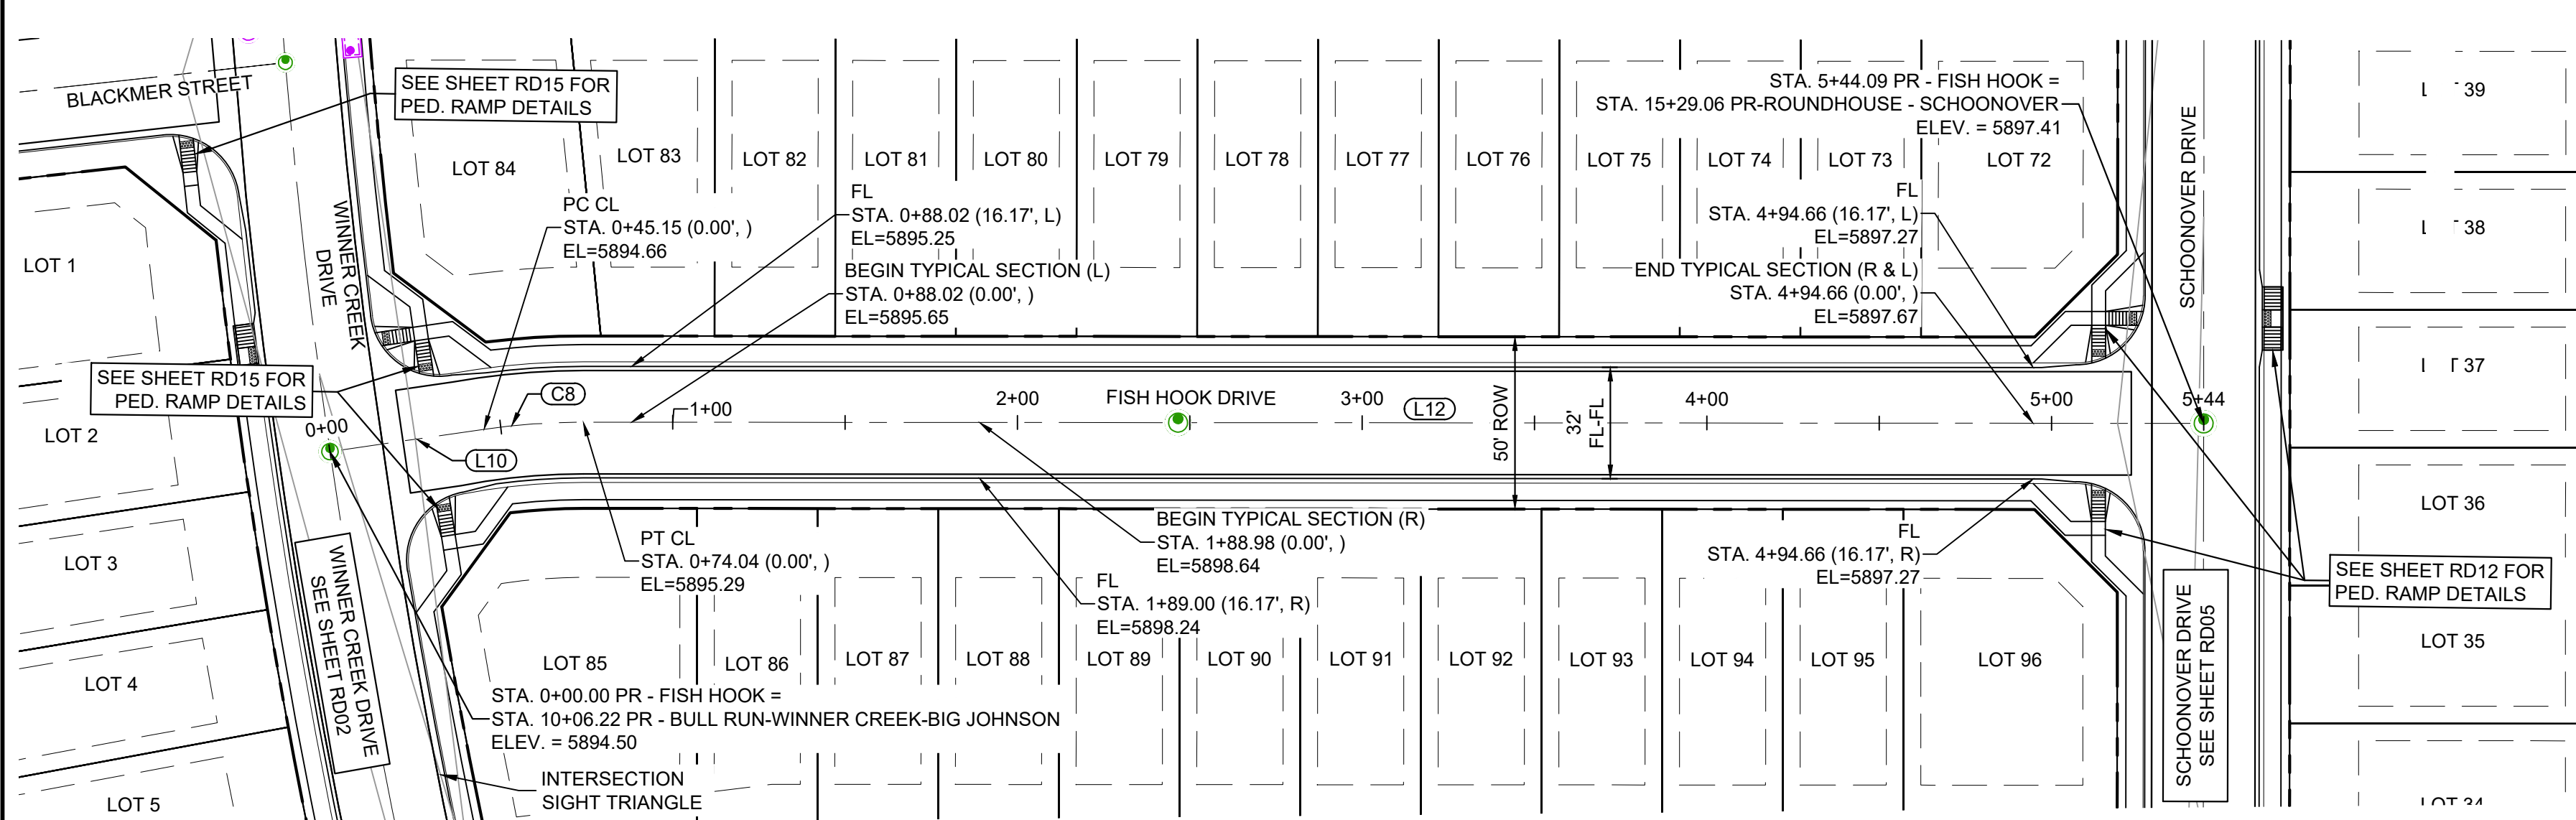 BLACKMER STREET
SEE SHEET RD15 FOR
PED. RAMP DETAILS
STA. 5+44.09 PR - FISH HOOK =
STA. 15+29.06 PR-ROUNDHOUSE - SCHOONOVER
ELEV. = 5897.41
LOT 84
LOT 83
LOT 82
LOT 81
LOT 80
LOT 79
LOT 78
LOT 77
LOT 76
LOT 75
LOT 74
LOT 73
LOT 72
39
38
37
LOT 36
LOT 35
LOT 34
SCHOONOVER DRIVE
WINNER CREEK
DRIVE
PC CL
STA. 0+45.15 (0.00', )
EL=5894.66
FL
STA. 0+88.02 (16.17', L)
EL=5895.25
BEGIN TYPICAL SECTION (L)
STA. 0+88.02 (0.00', )
EL=5895.65
FL
STA. 4+94.66 (16.17', L)
EL=5897.27
END TYPICAL SECTION (R & L)
STA. 4+94.66 (0.00', )
EL=5897.67
LOT 1
LOT 2
LOT 3
LOT 4
LOT 5
SEE SHEET RD15 FOR
PED. RAMP DETAILS
0+00
C8
L10
1+00
2+00
FISH HOOK DRIVE
3+00
L12
50' ROW
32'
FL-FL
4+00
5+00
5+44
PT CL
STA. 0+74.04 (0.00', )
EL=5895.29
BEGIN TYPICAL SECTION (R)
STA. 1+88.98 (0.00', )
EL=5898.64
FL
STA. 1+89.00 (16.17', R)
EL=5898.24
FL
STA. 4+94.66 (16.17', R)
EL=5897.27
SEE SHEET RD12 FOR
PED. RAMP DETAILS
WINNER CREEK DRIVE
SEE SHEET RD02
SCHOONOVER DRIVE
SEE SHEET RD05
LOT 85
LOT 86
LOT 87
LOT 88
LOT 89
LOT 90
LOT 91
LOT 92
LOT 93
LOT 94
LOT 95
LOT 96
STA. 0+00.00 PR - FISH HOOK =
STA. 10+06.22 PR - BULL RUN-WINNER CREEK-BIG JOHNSON
ELEV. = 5894.50
INTERSECTION
SIGHT TRIANGLE